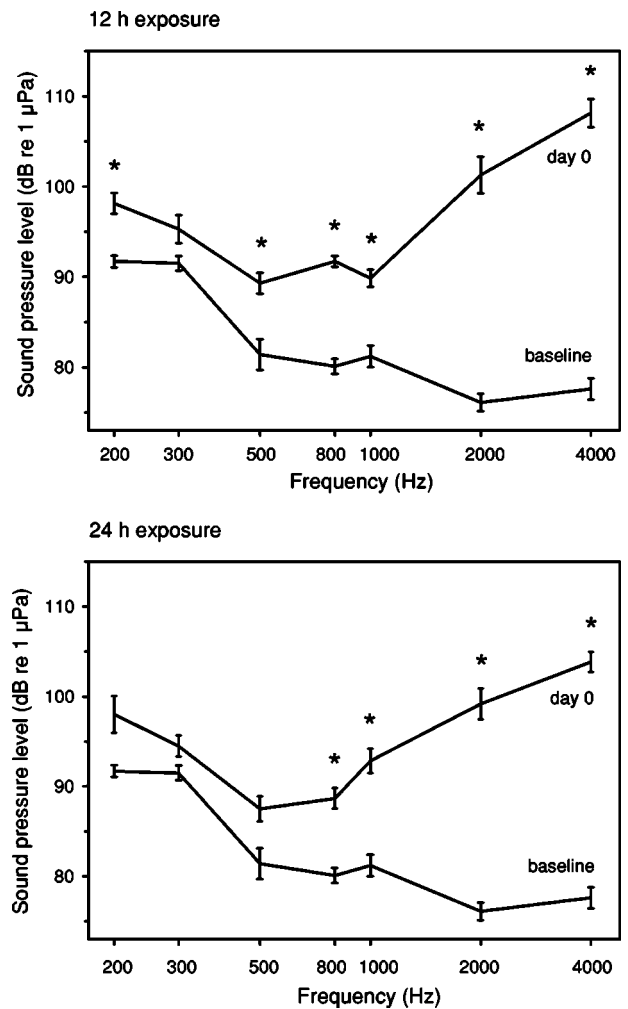 12 h exposure
Sound pressure level (dB re 1 µPa)
110
100
90
80
*
*
*
*
*
*
day 0
baseline
200 300 500 800 1000 2000 4000
Frequency (Hz)
24 h exposure
Sound pressure level (dB re 1 µPa)
110
100
90
80
*
*
*
*
day 0
baseline
200 300 500 800 1000 2000 4000
Frequency (Hz)